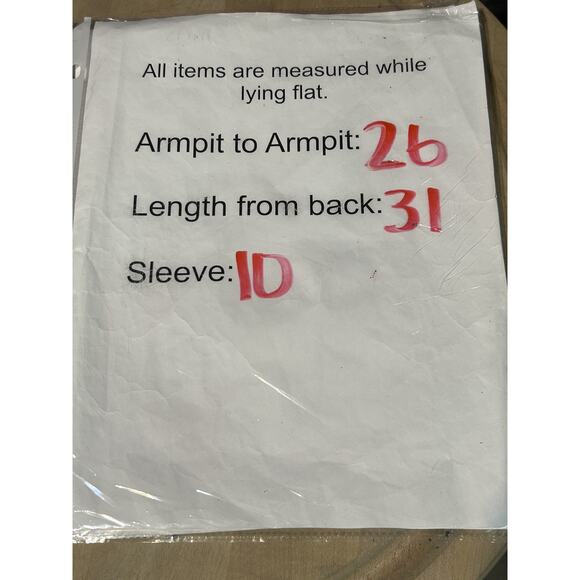 All items are measured while
lying flat.
Armpit to Armpit: 26
Length from back: 31
Sleeve: 10